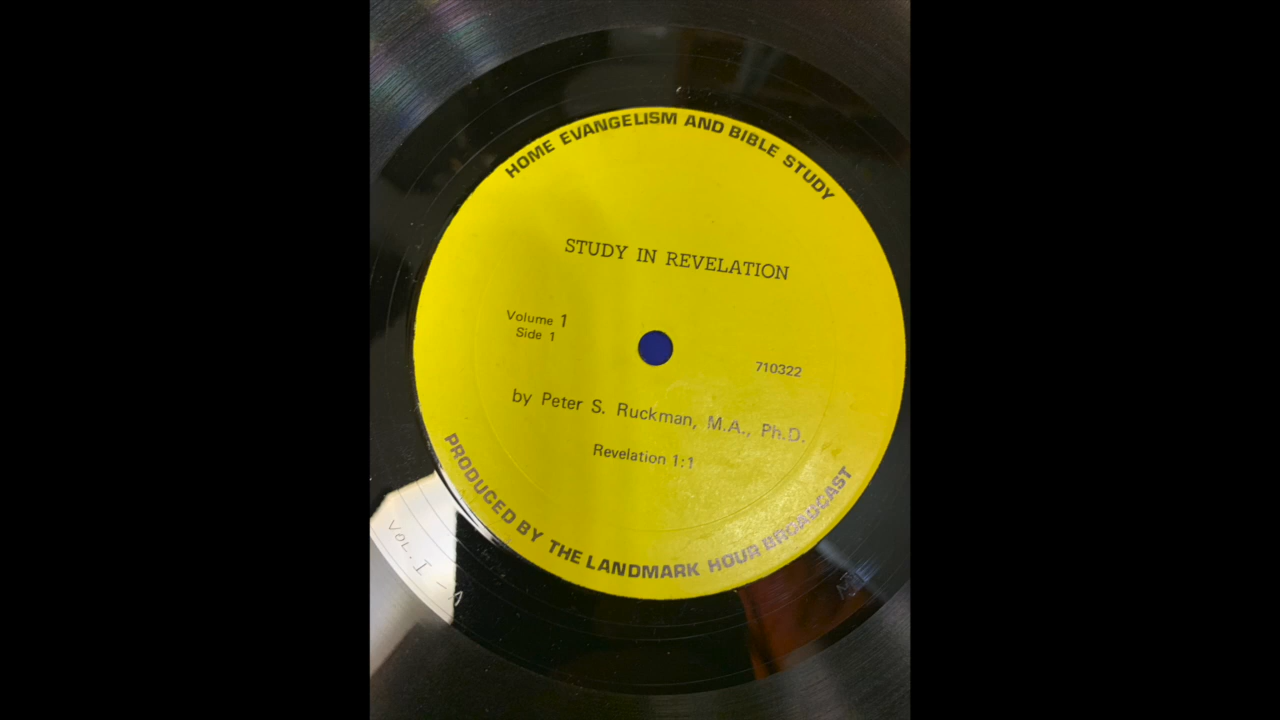 HOME EVANGELISM AND BIBLE STUDY
STUDY IN REVELATION
Volume 1
Side 1
710322
by Peter S. Ruckman, M.A., Ph.D.
Revelation 1:1
PRODUCED BY THE LANDMARK HOUR BROADCAST
VOL. I - A